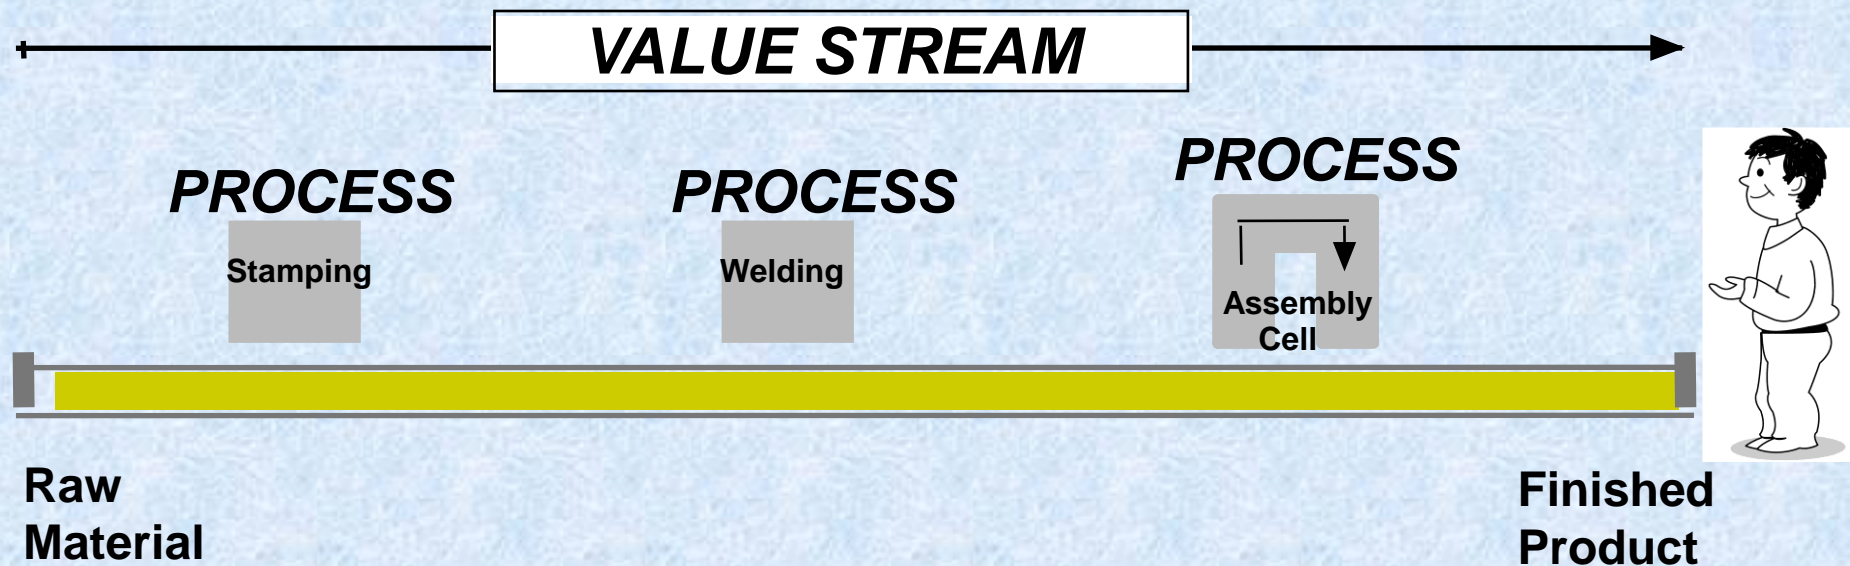 VALUE STREAM
PROCESS
Stamping
PROCESS
Welding
PROCESS
Assembly
Cell
Raw
Material
Finished
Product